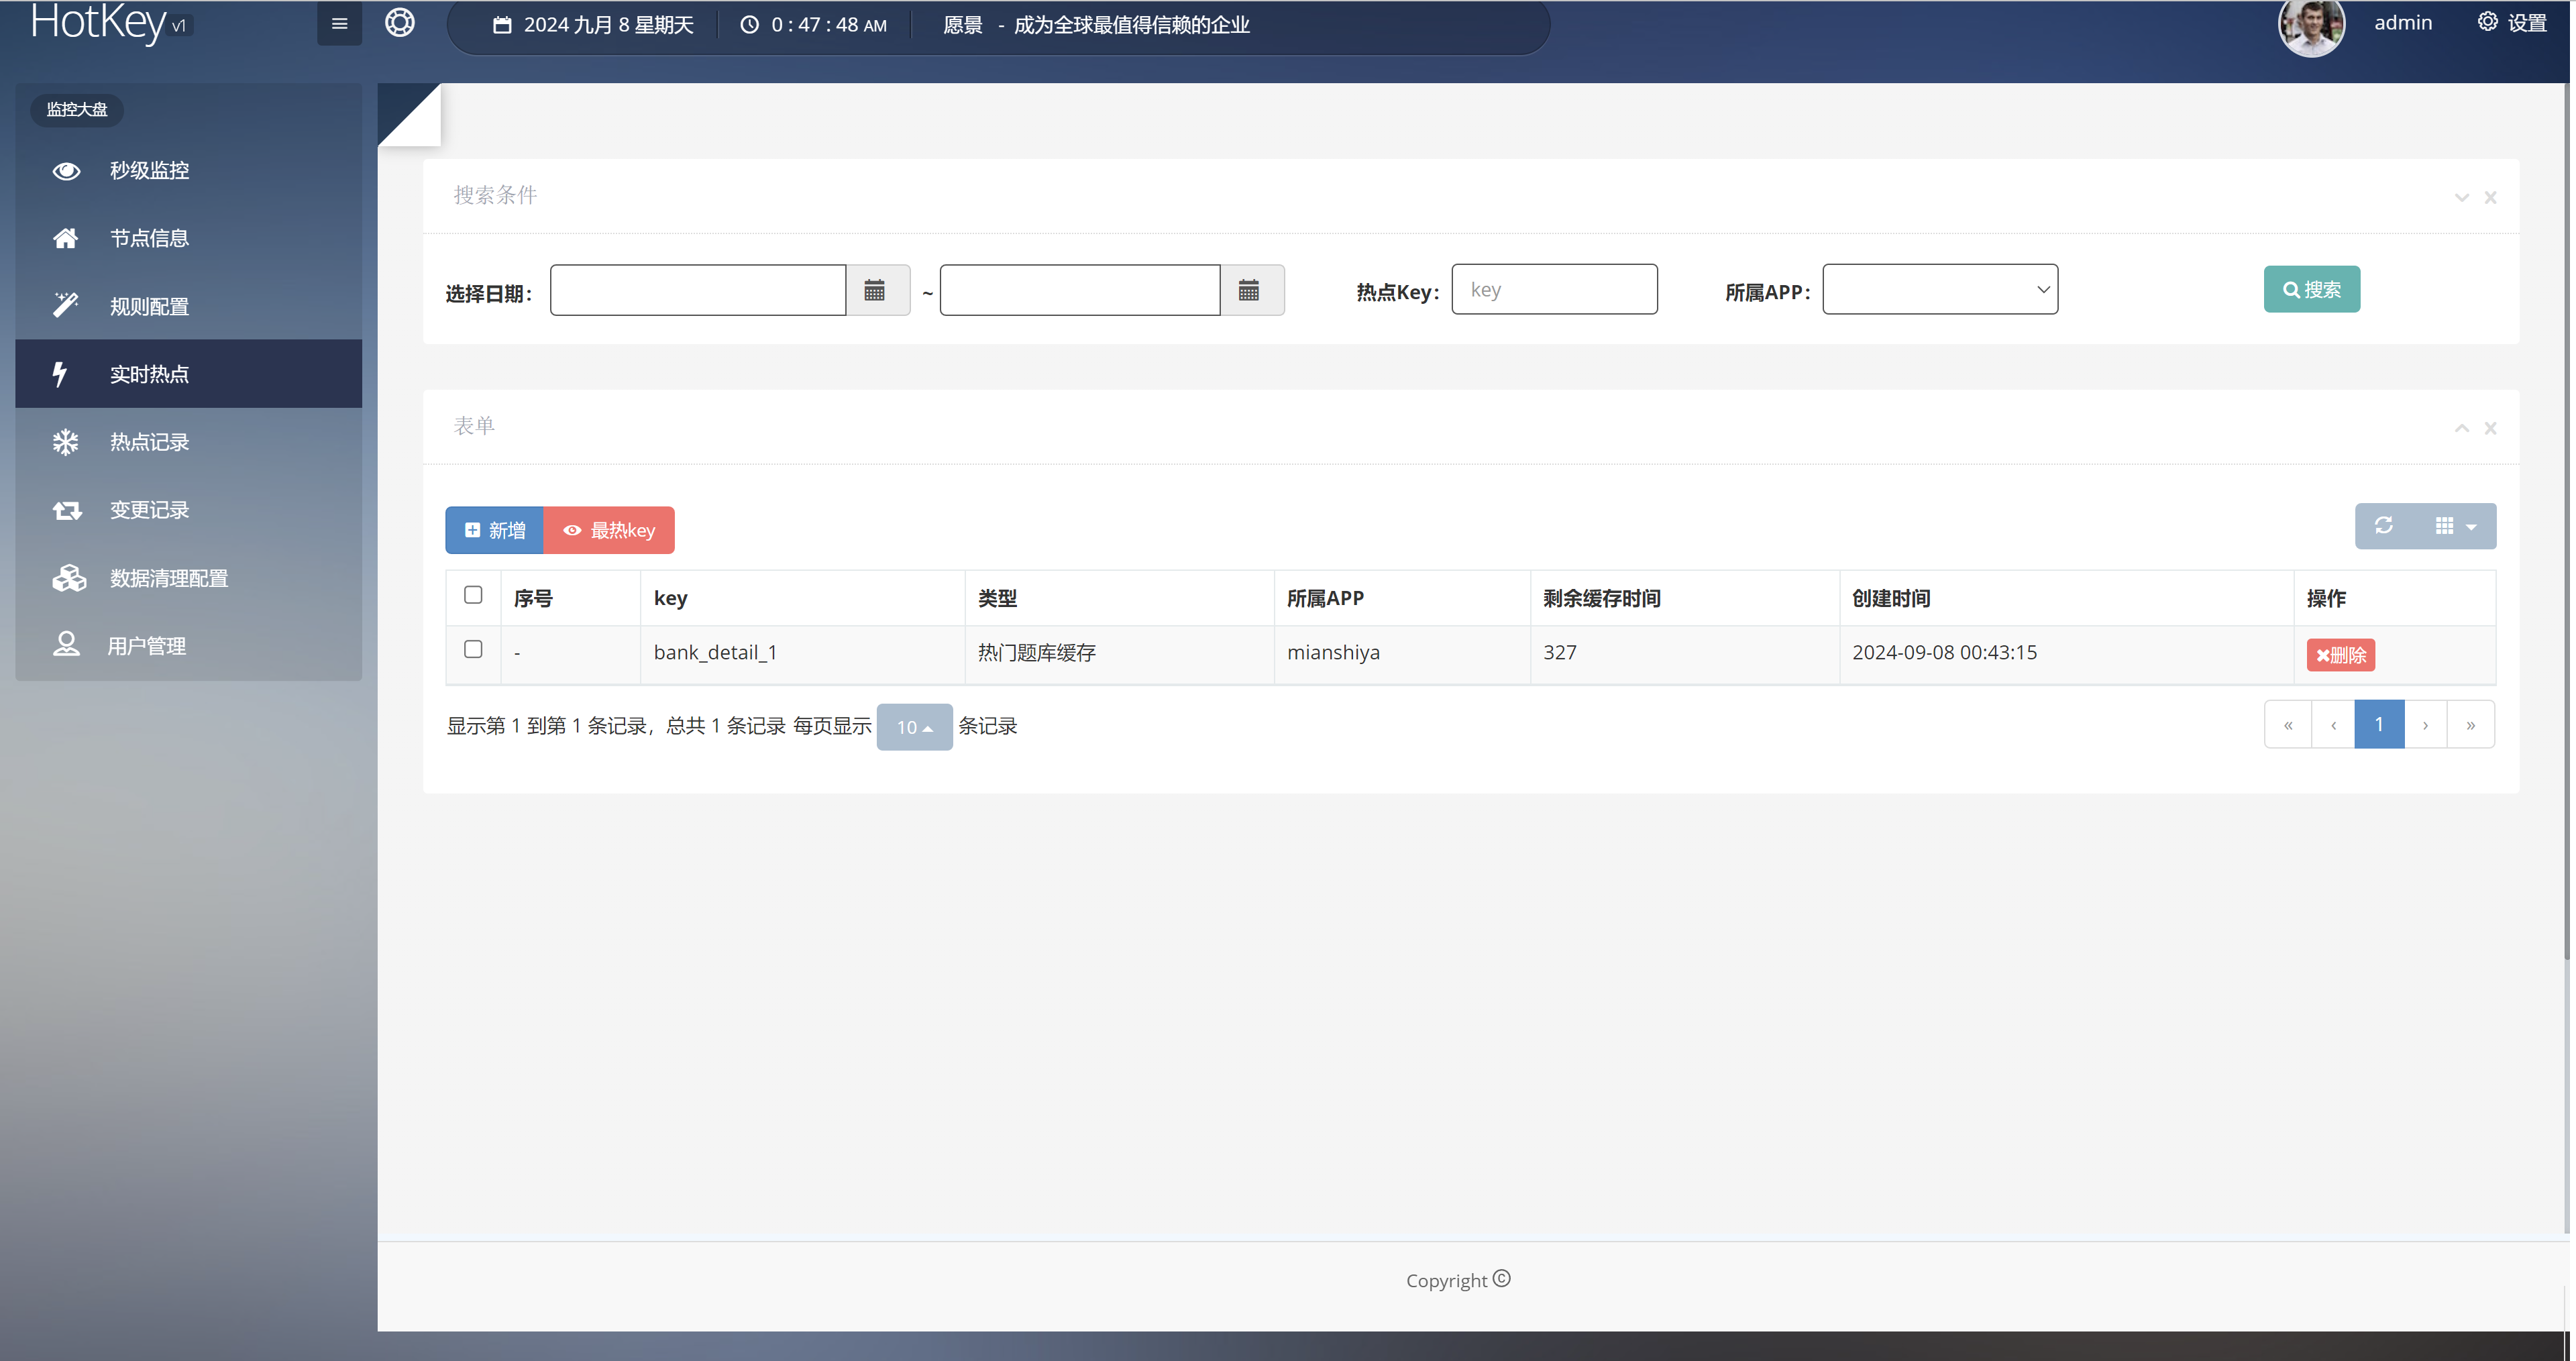 HotKey v1
2024 九月 8 星期天
0 : 47 : 48 AM
愿景 - 成为全球最值得信赖的企业
admin
设置
监控大盘
秒级监控
节点信息
规则配置
实时热点
热点记录
变更记录
数据清理配置
用户管理
搜索条件
选择日期： ~ 热点Key： key 所属APP： 搜索
表单
新增 最热key
序号 key 类型 所属APP 剩余缓存时间 创建时间 操作
- bank_detail_1 热门题库缓存 mianshiya 327 2024-09-08 00:43:15 删除
显示第 1 到第 1 条记录，总共 1 条记录 每页显示 10 条记录
« ‹ 1 › »
Copyright ©